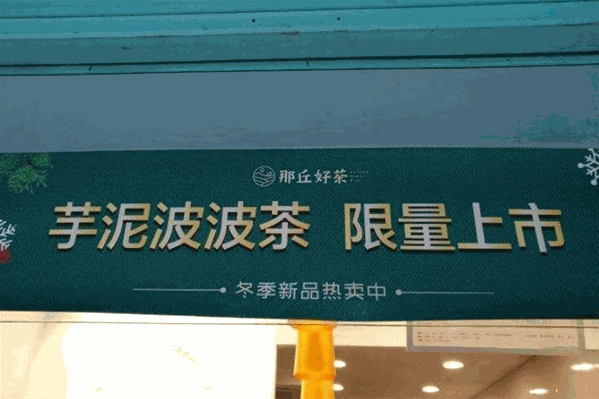 那丘好茶
芋泥波波茶 限量上市
冬季新品热卖中